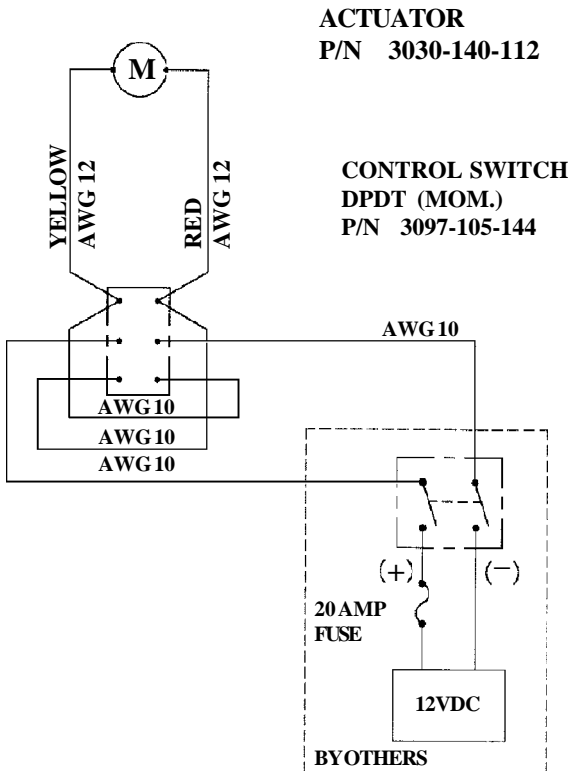 ACTUATOR
P/N 3030-140-112
M
YELLOW
AWG 12
RED
AWG 12
CONTROL SWITCH
DPDT (MOM.)
P/N 3097-105-144
AWG 10
AWG 10
AWG 10
AWG 10
(+)
(−)
20 AMP
FUSE
12VDC
BY OTHERS